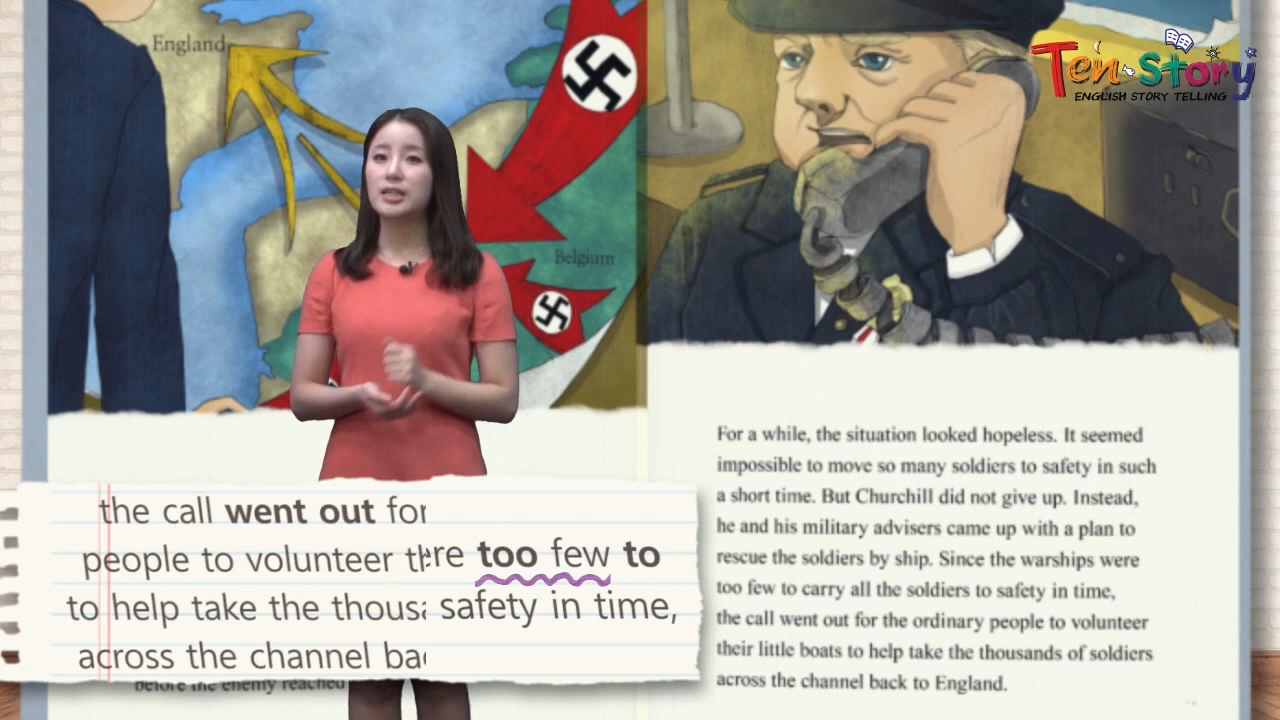 England
Ten Story
ENGLISH STORY TELLING
Belgium
For a while, the situation looked hopeless. It seemed
impossible to move so many soldiers to safety in such
a short time. But Churchill did not give up. Instead,
he and his military advisers came up with a plan to
rescue the soldiers by ship. Since the warships were
too few to carry all the soldiers to safety in time,
the call went out for the ordinary people to volunteer
their little boats to help take the thousands of soldiers
across the channel back to England.
the call went out for
people to volunteer th
re too few to
to help take the thousa
safety in time,
across the channel bac
before the enemy reached